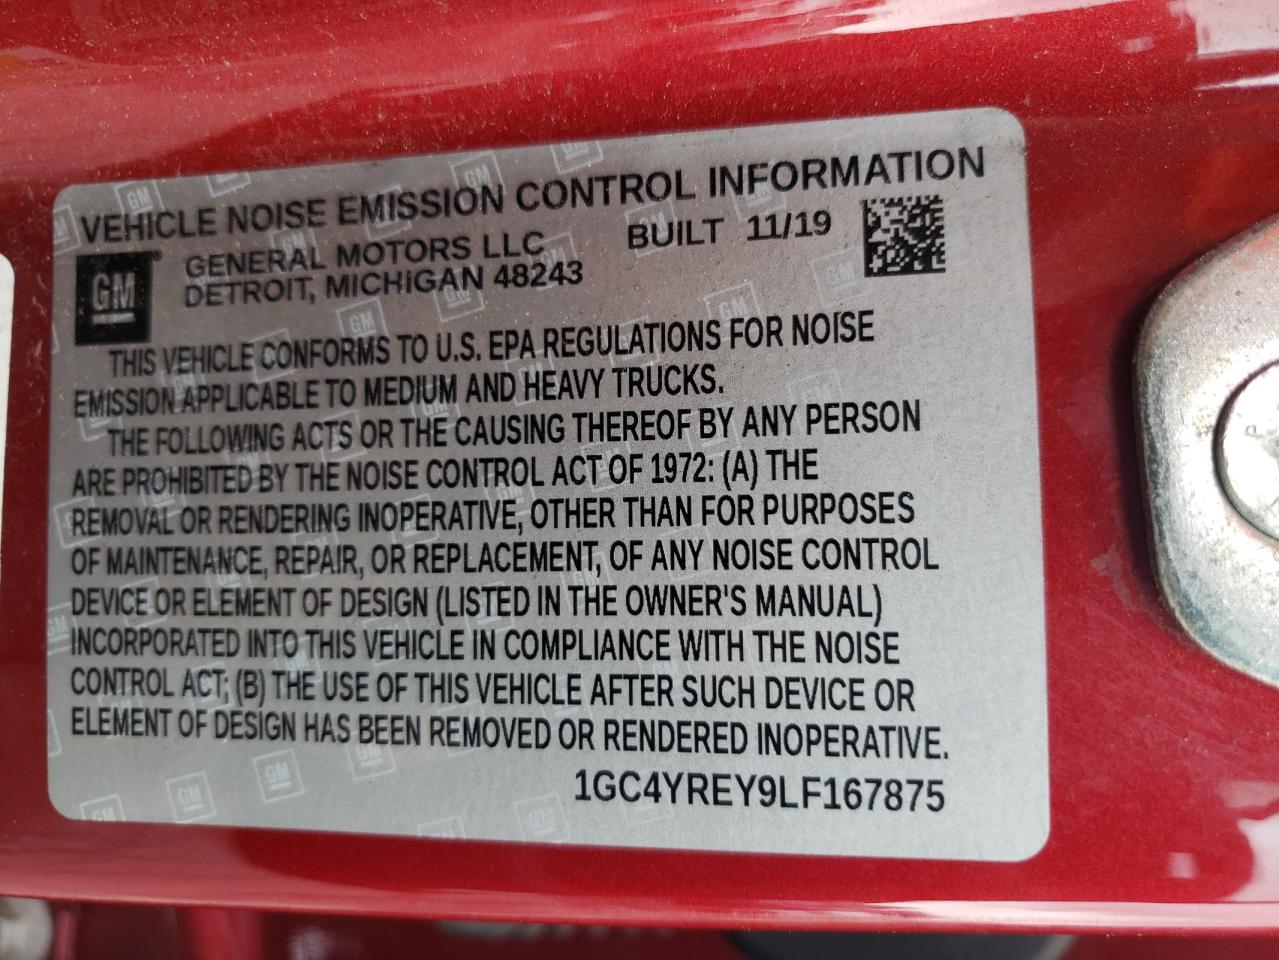 VEHICLE NOISE EMISSION CONTROL INFORMATION
GM ® GENERAL MOTORS LLC BUILT 11/19
DETROIT, MICHIGAN 48243
THIS VEHICLE CONFORMS TO U.S. EPA REGULATIONS FOR NOISE
EMISSION APPLICABLE TO MEDIUM AND HEAVY TRUCKS.
THE FOLLOWING ACTS OR THE CAUSING THEREOF BY ANY PERSON
ARE PROHIBITED BY THE NOISE CONTROL ACT OF 1972: (A) THE
REMOVAL OR RENDERING INOPERATIVE, OTHER THAN FOR PURPOSES
OF MAINTENANCE, REPAIR, OR REPLACEMENT, OF ANY NOISE CONTROL
DEVICE OR ELEMENT OF DESIGN (LISTED IN THE OWNER'S MANUAL)
INCORPORATED INTO THIS VEHICLE IN COMPLIANCE WITH THE NOISE
CONTROL ACT; (B) THE USE OF THIS VEHICLE AFTER SUCH DEVICE OR
ELEMENT OF DESIGN HAS BEEN REMOVED OR RENDERED INOPERATIVE.
1GC4YREY9LF167875